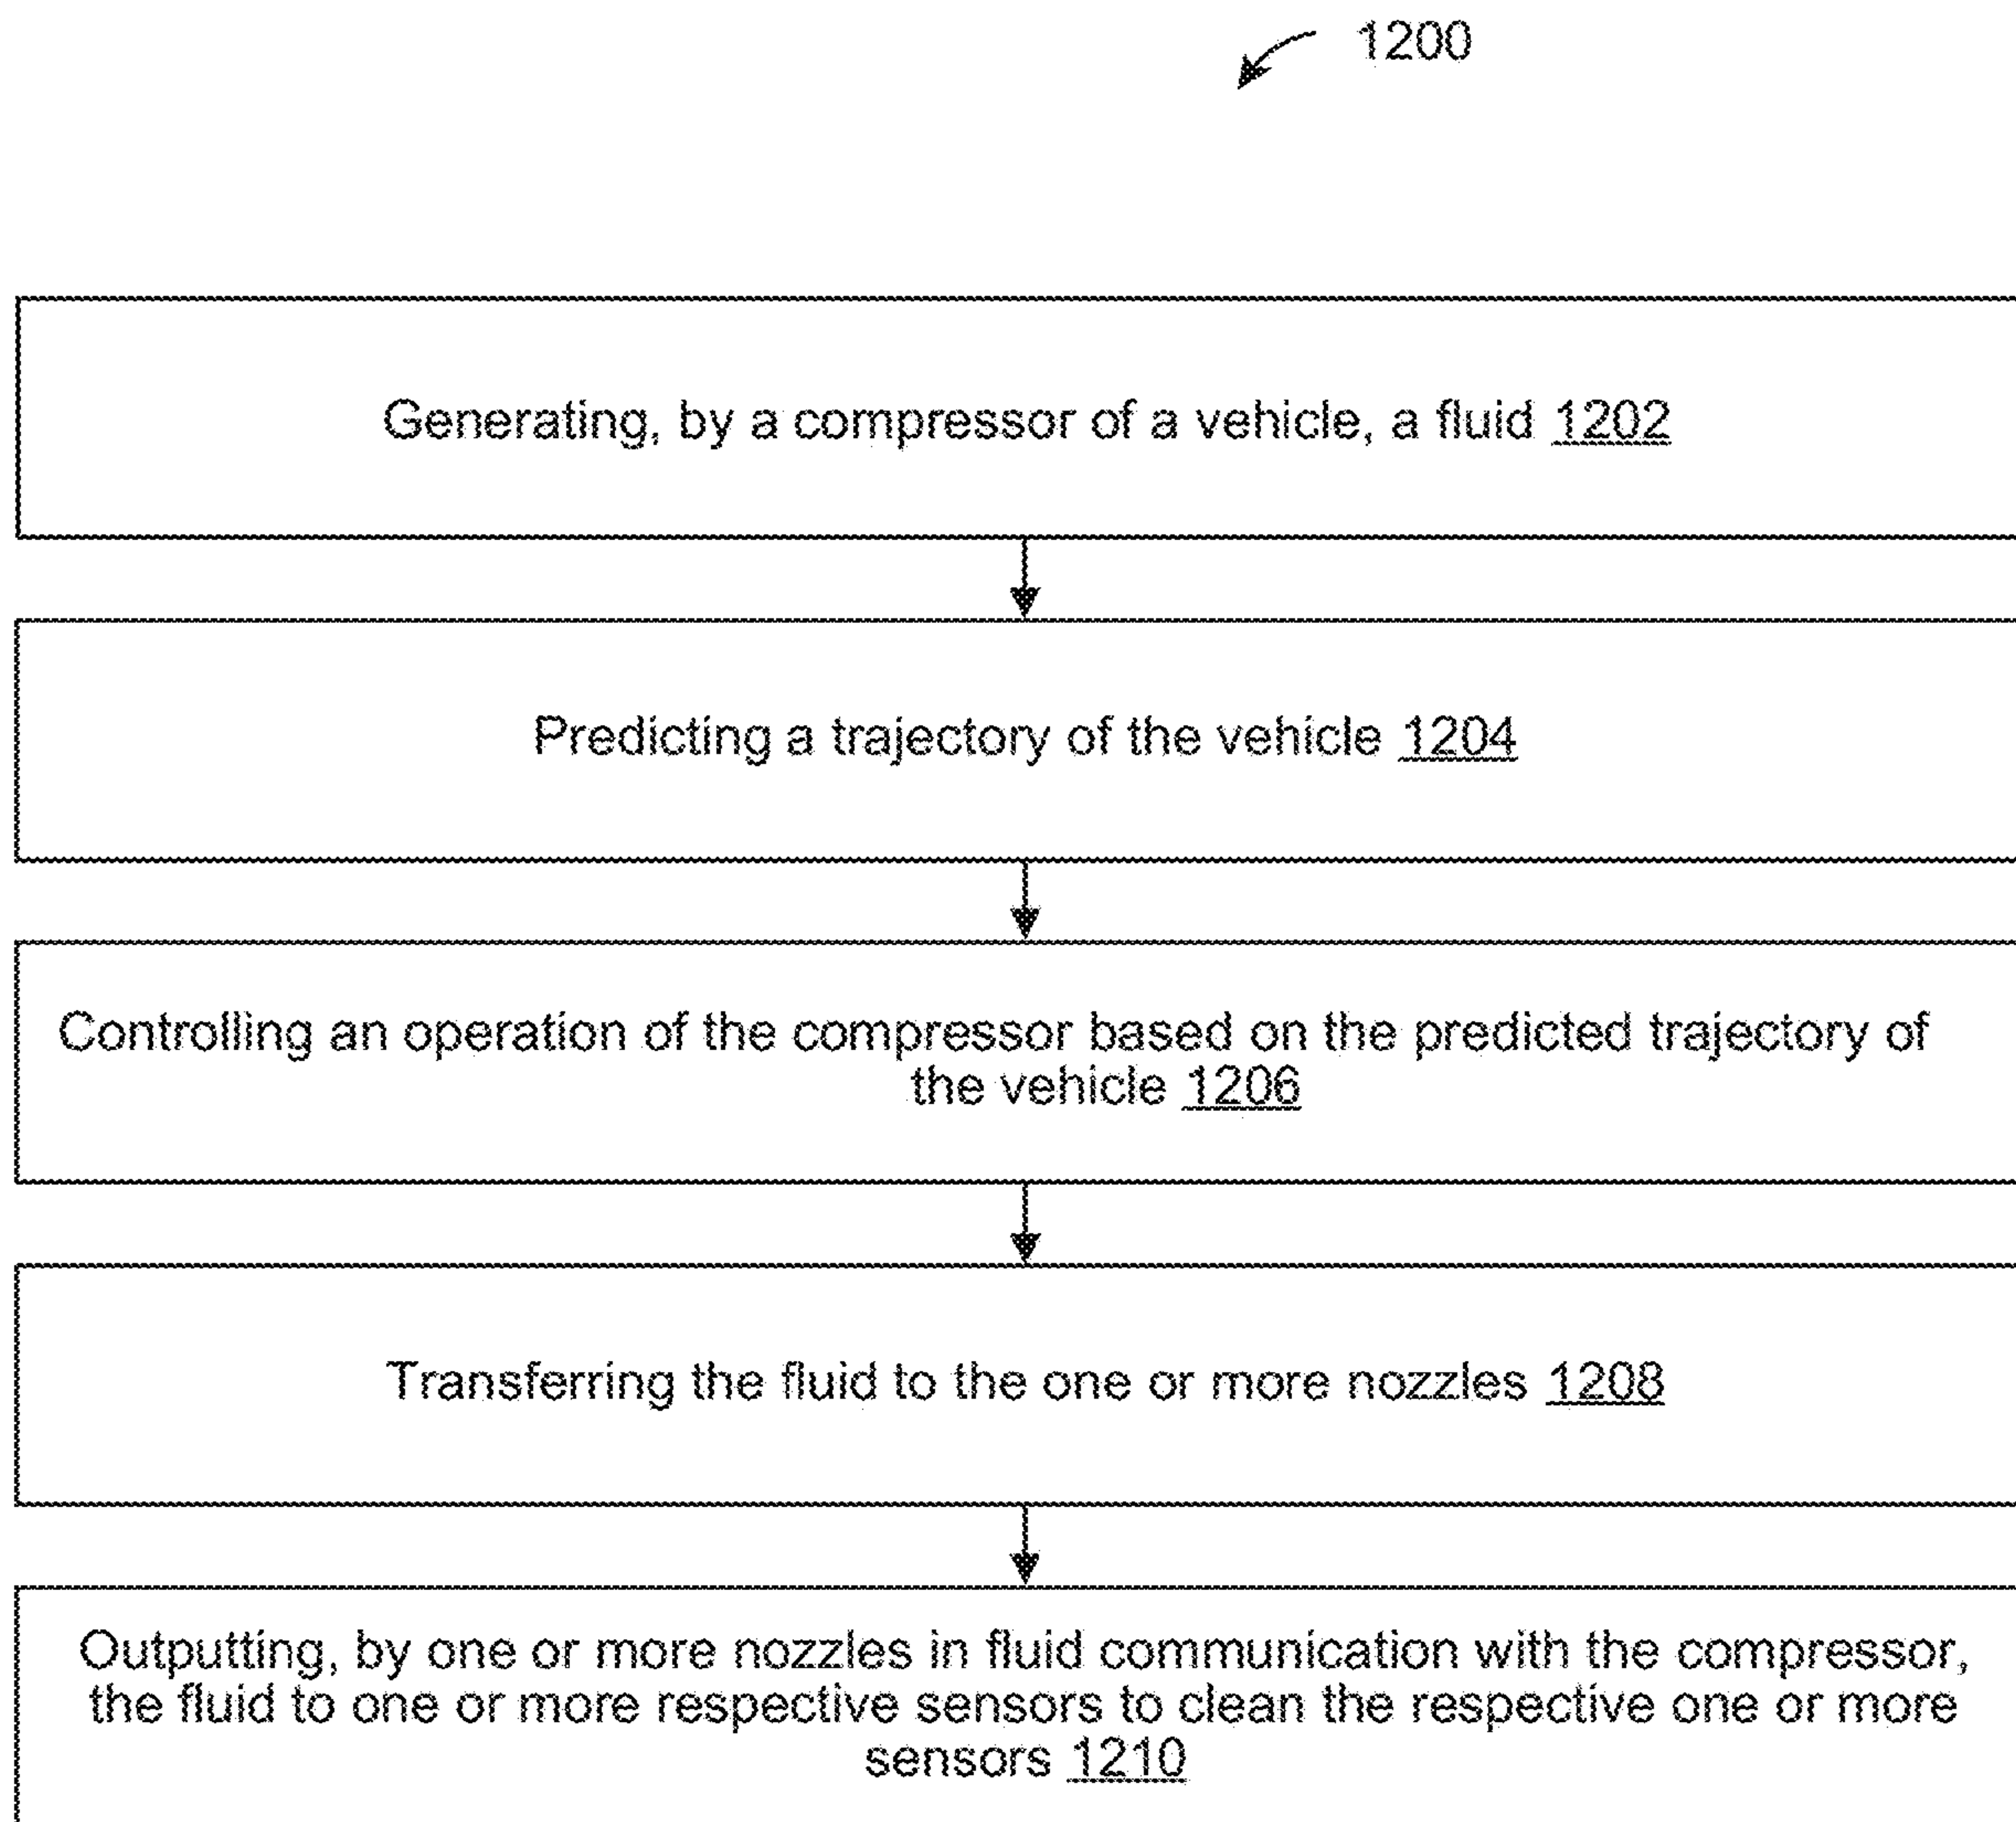 1200
Generating, by a compressor of a vehicle, a fluid 1202
Predicting a trajectory of the vehicle 1204
Controlling an operation of the compressor based on the predicted trajectory of
the vehicle 1206
Transferring the fluid to the one or more nozzles 1208
Outputting, by one or more nozzles in fluid communication with the compressor,
the fluid to one or more respective sensors to clean the respective one or more
sensors 1210